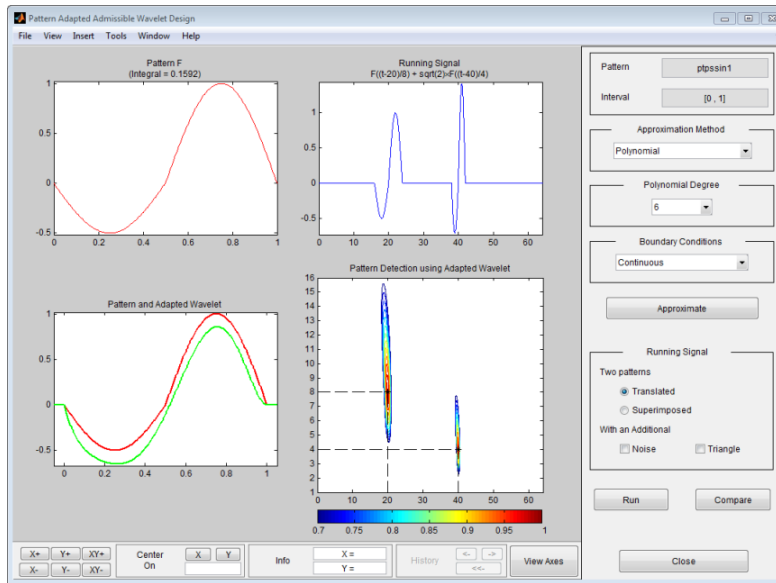 Pattern Adapted Admissible Wavelet Design
File View Insert Tools Window Help
Pattern F
(Integral = 0.1592)
1
0.5
0
-0.5
0 0.2 0.4 0.6 0.8 1
Running Signal
F((t-20)/8) + sqrt(2)×F((t-40)/4)
1
0.5
0
-0.5
0 10 20 30 40 50 60
Pattern and Adapted Wavelet
1
0.5
0
-0.5
0 0.2 0.4 0.6 0.8 1
Pattern Detection using Adapted Wavelet
16
15
14
13
12
11
10
9
8
7
6
5
4
3
2
1
0 10 20 30 40 50 60
0.7 0.75 0.8 0.85 0.9 0.95 1
Pattern ptpssin1
Interval [0 , 1]
Approximation Method
Polynomial
Polynomial Degree
6
Boundary Conditions
Continuous
Approximate
Running Signal
Two patterns
Translated
Superimposed
With an Additional
Noise Triangle
Run Compare
Close
X+ Y+ XY+
X- Y- XY-
Center
On
X Y
Info
X =
Y =
History
<- ->
<<-
View Axes